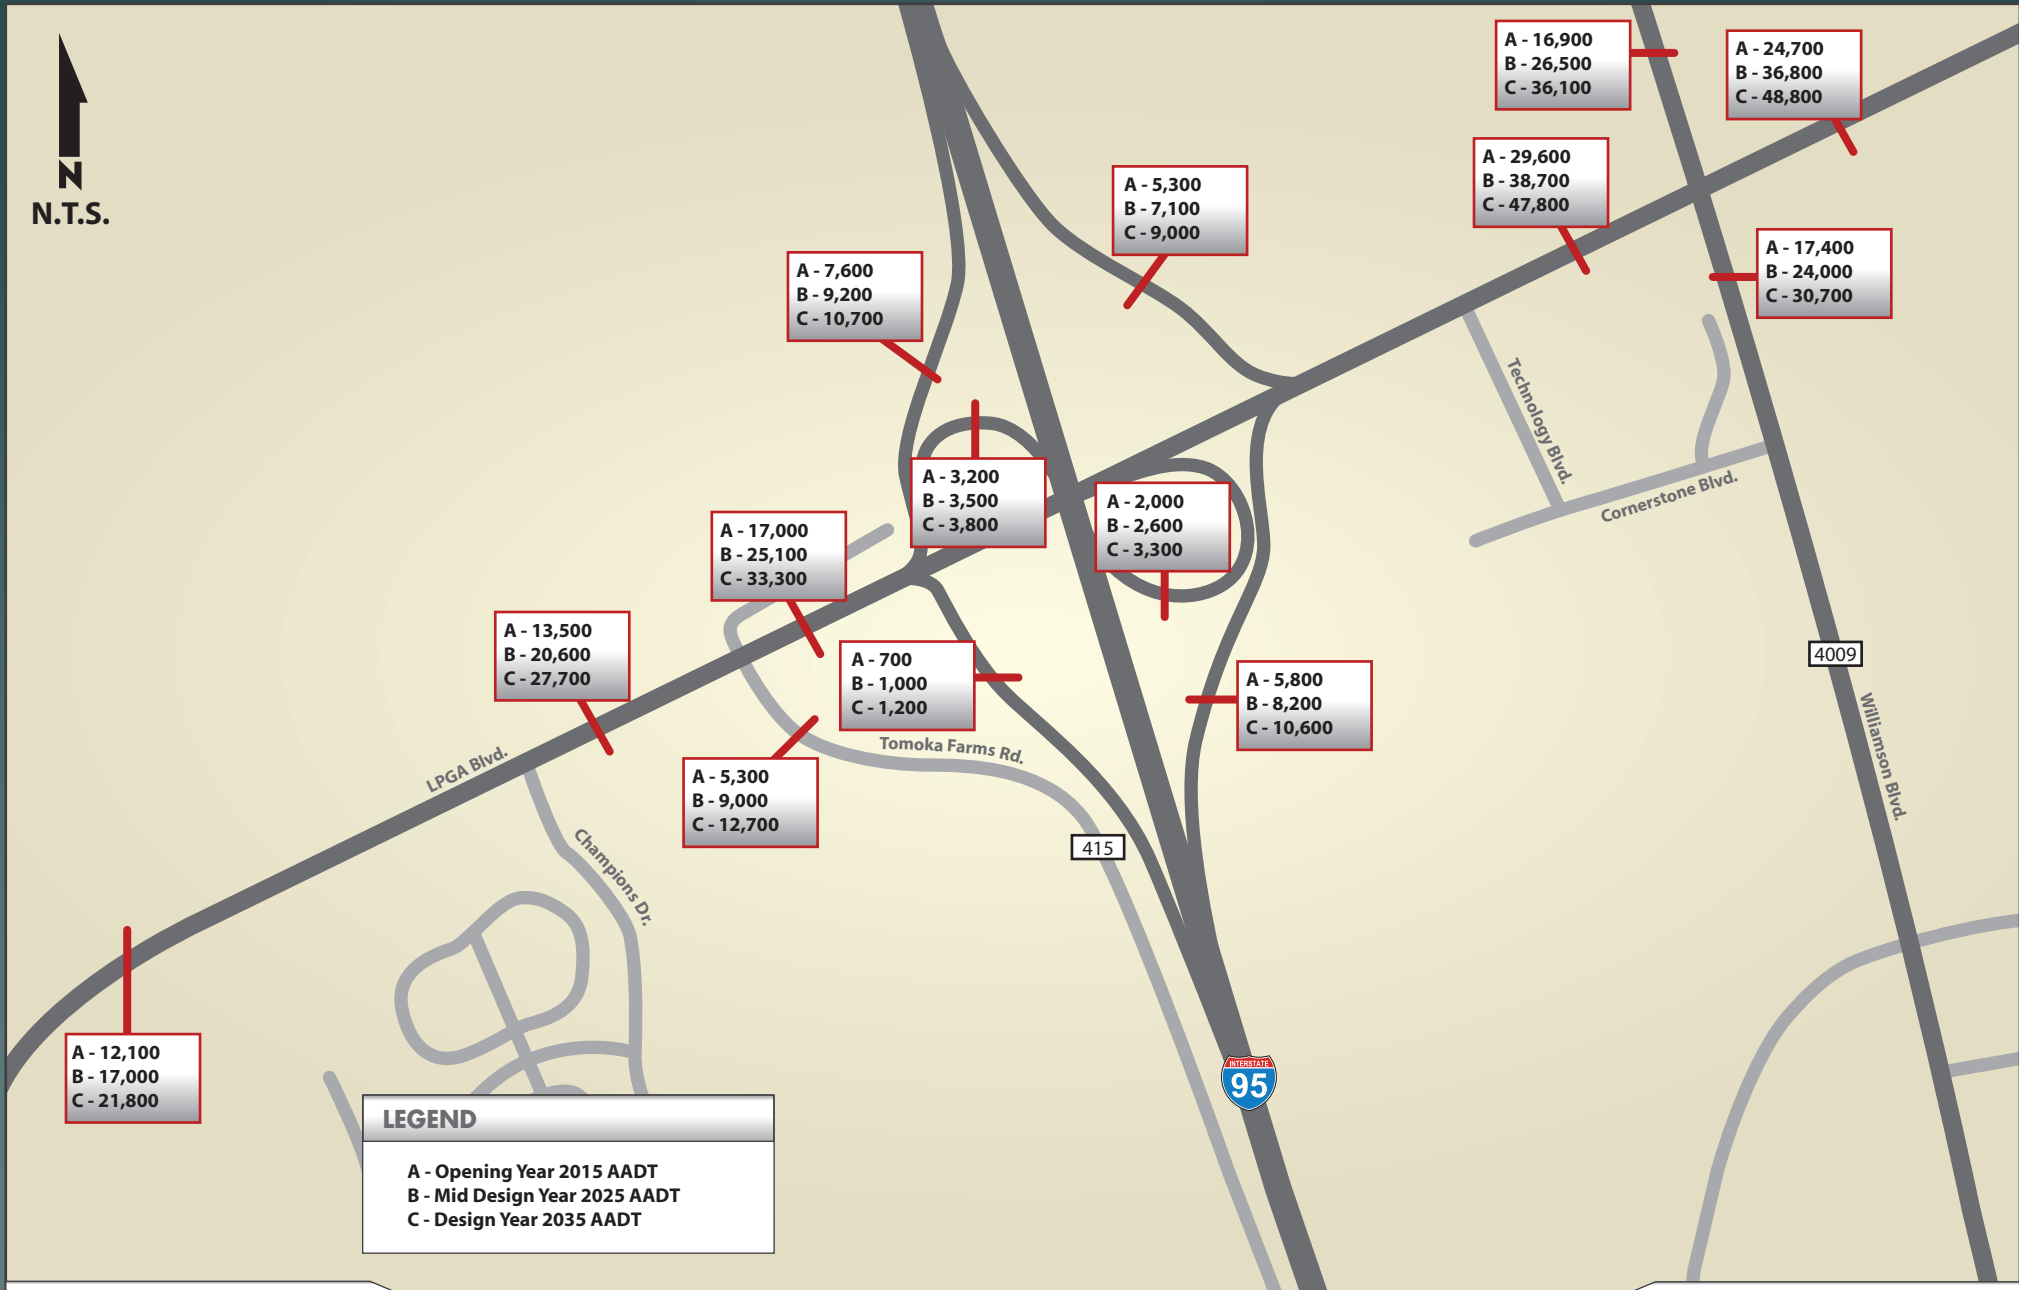 N
N.T.S.
A - 16,900
B - 26,500
C - 36,100
A - 24,700
B - 36,800
C - 48,800
A - 29,600
B - 38,700
C - 47,800
A - 5,300
B - 7,100
C - 9,000
A - 17,400
B - 24,000
C - 30,700
A - 7,600
B - 9,200
C - 10,700
Technology Blvd.
Cornerstone Blvd.
A - 3,200
B - 3,500
C - 3,800
A - 2,000
B - 2,600
C - 3,300
A - 17,000
B - 25,100
C - 33,300
A - 13,500
B - 20,600
C - 27,700
A - 700
B - 1,000
C - 1,200
A - 5,800
B - 8,200
C - 10,600
4009
Williamson Blvd.
LPGA Blvd.
Tomoka Farms Rd.
A - 5,300
B - 9,000
C - 12,700
415
Champions Dr.
A - 12,100
B - 17,000
C - 21,800
INTERSTATE
95
LEGEND
A - Opening Year 2015 AADT
B - Mid Design Year 2025 AADT
C - Design Year 2035 AADT